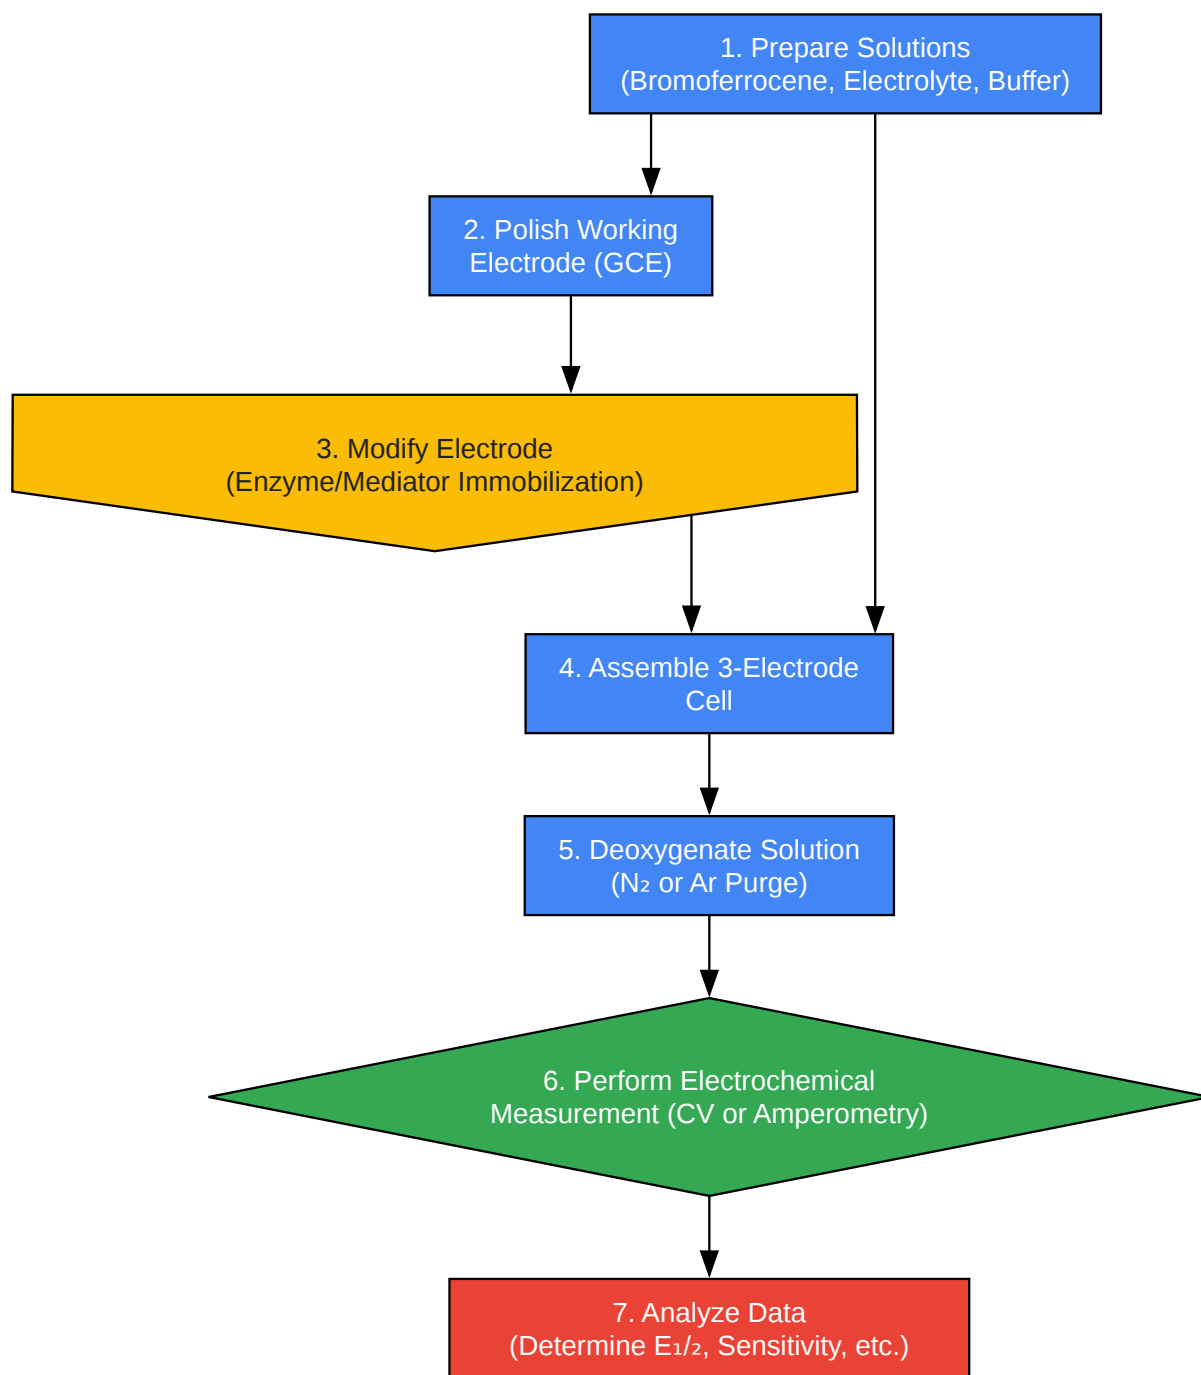 1. Prepare Solutions
(Bromoferrocene, Electrolyte, Buffer)
2. Polish Working
Electrode (GCE)
3. Modify Electrode
(Enzyme/Mediator Immobilization)
4. Assemble 3-Electrode
Cell
5. Deoxygenate Solution
(N₂ or Ar Purge)
6. Perform Electrochemical
Measurement (CV or Amperometry)
7. Analyze Data
(Determine E₁/₂, Sensitivity, etc.)